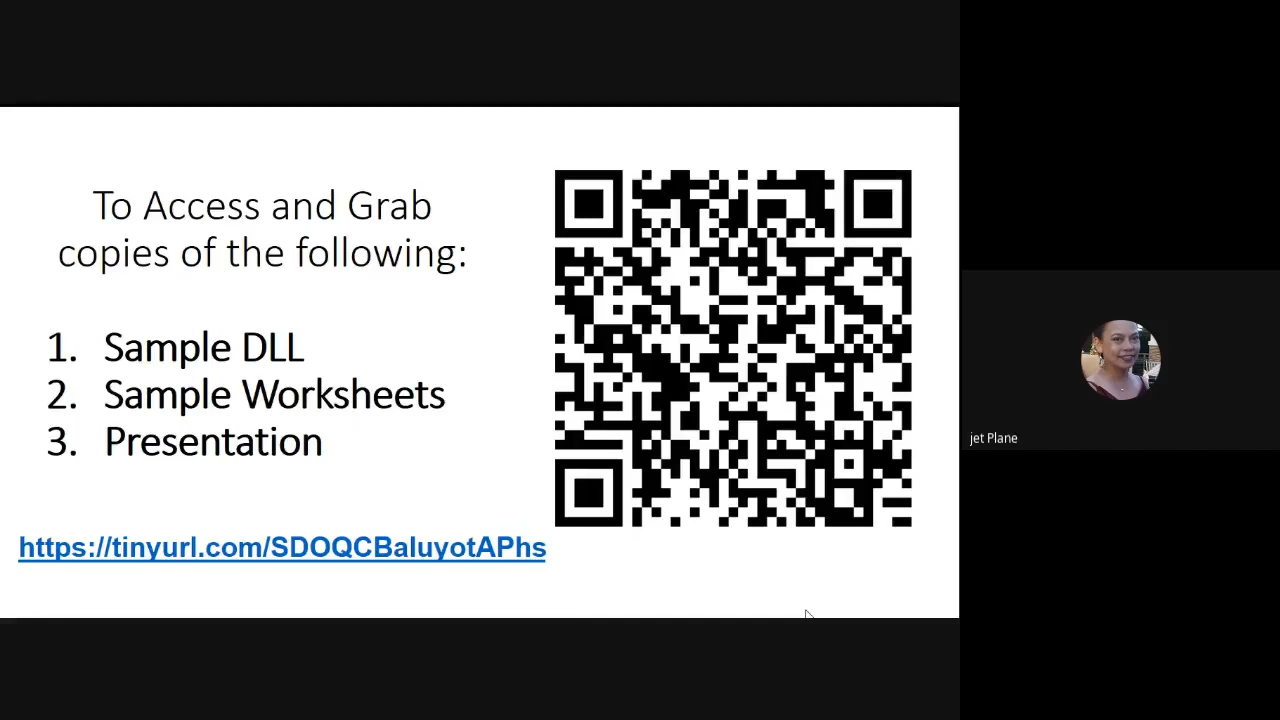 To Access and Grab
copies of the following:
1. Sample DLL
2. Sample Worksheets
3. Presentation
https://tinyurl.com/SDOQCBaluyotAPhs
jet Plane